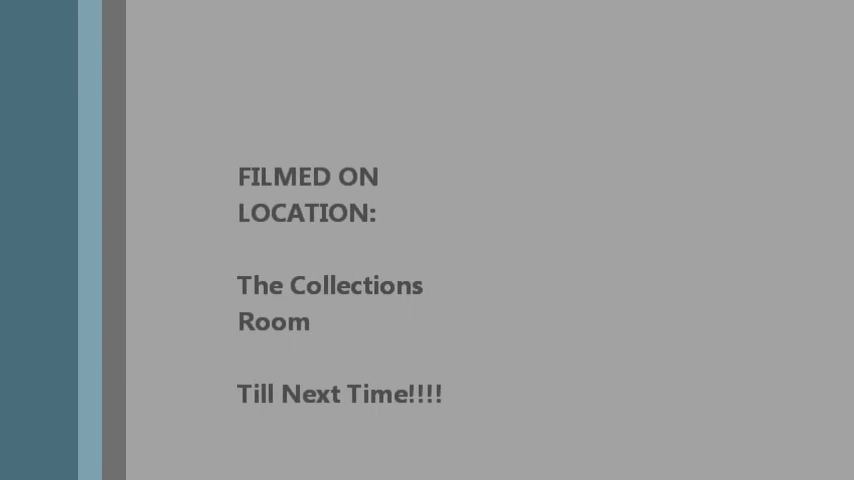 FILMED ON
LOCATION:
The Collections
Room
Till Next Time!!!!